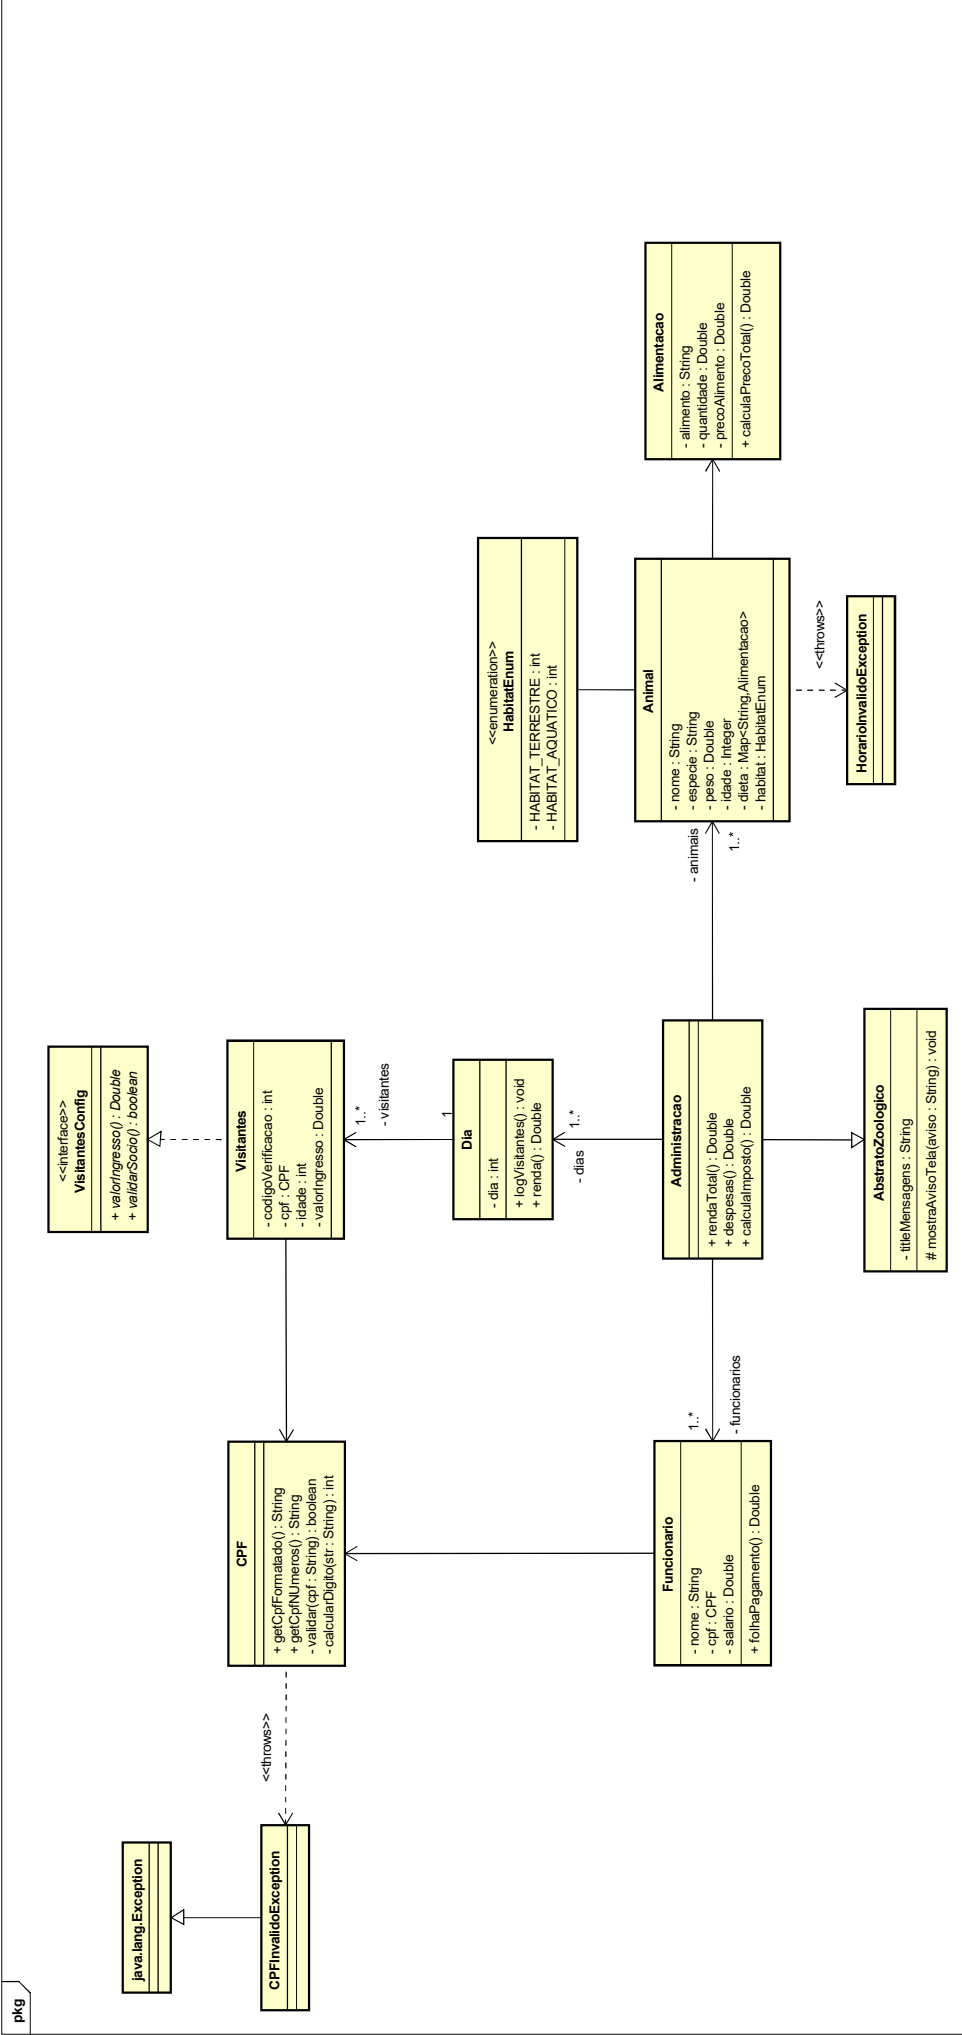 pkg
java.lang.Exception
CPFInvalidoException
<<throws>>
CPF
+ getCpfFormatado() : String
+ getCpfNUmeros() : String
- validar(cpf : String) : boolean
- calcularDigito(str : String) : int
<<interface>>
VisitantesConfig
+ valorIngresso() : Double
+ validarSocio() : boolean
Visitantes
- codigoVerificacao : int
- cpf : CPF
- idade : int
- valorIngresso : Double
1..*
- visitantes
1
Dia
- dia : int
+ logVisitantes() : void
+ renda() : Double
1..*
- dias
<<enumeration>>
HabitatEnum
- HABITAT_TERRESTRE : int
- HABITAT_AQUATICO : int
Funcionario
- nome : String
- cpf : CPF
- salario : Double
+ folhaPagamento() : Double
1..*
- funcionarios
Administracao
+ rendaTotal() : Double
+ despesas() : Double
+ calculaImposto() : Double
- animais
1..*
Animal
- nome : String
- especie : String
- peso : Double
- idade : Integer
- dieta : Map<String,Alimentacao>
- habitat : HabitatEnum
Alimentacao
- alimento : String
- quantidade : Double
- precoAlimento : Double
+ calculaPrecoTotal() : Double
<<throws>>
AbstratoZoologico
- titleMensagens : String
# mostraAvisoTela(aviso : String) : void
HorarioInvalidoException